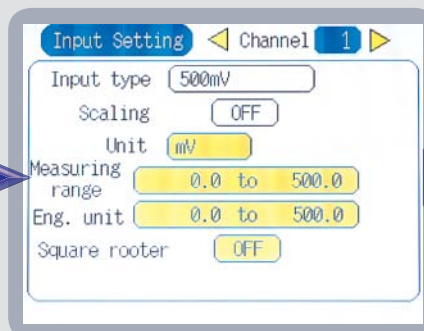 Input Setting Channel 1
Input type 500mV
Scaling OFF
Unit mV
Measuring
range 0.0 to 500.0
Eng. unit 0.0 to 500.0
Square rooter OFF